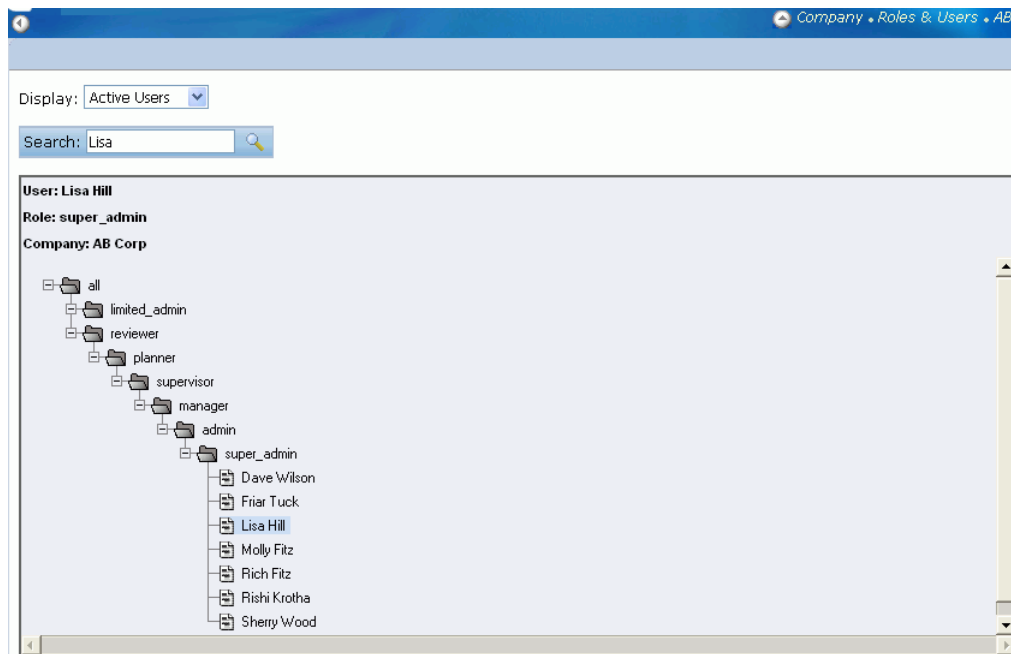 Company • Roles & Users • AB
Display: Active Users
Search: Lisa
User: Lisa Hill
Role: super_admin
Company: AB Corp
all
limited_admin
reviewer
planner
supervisor
manager
admin
super_admin
Dave Wilson
Friar Tuck
Lisa Hill
Molly Fitz
Rich Fitz
Rishi Krotha
Sherry Wood